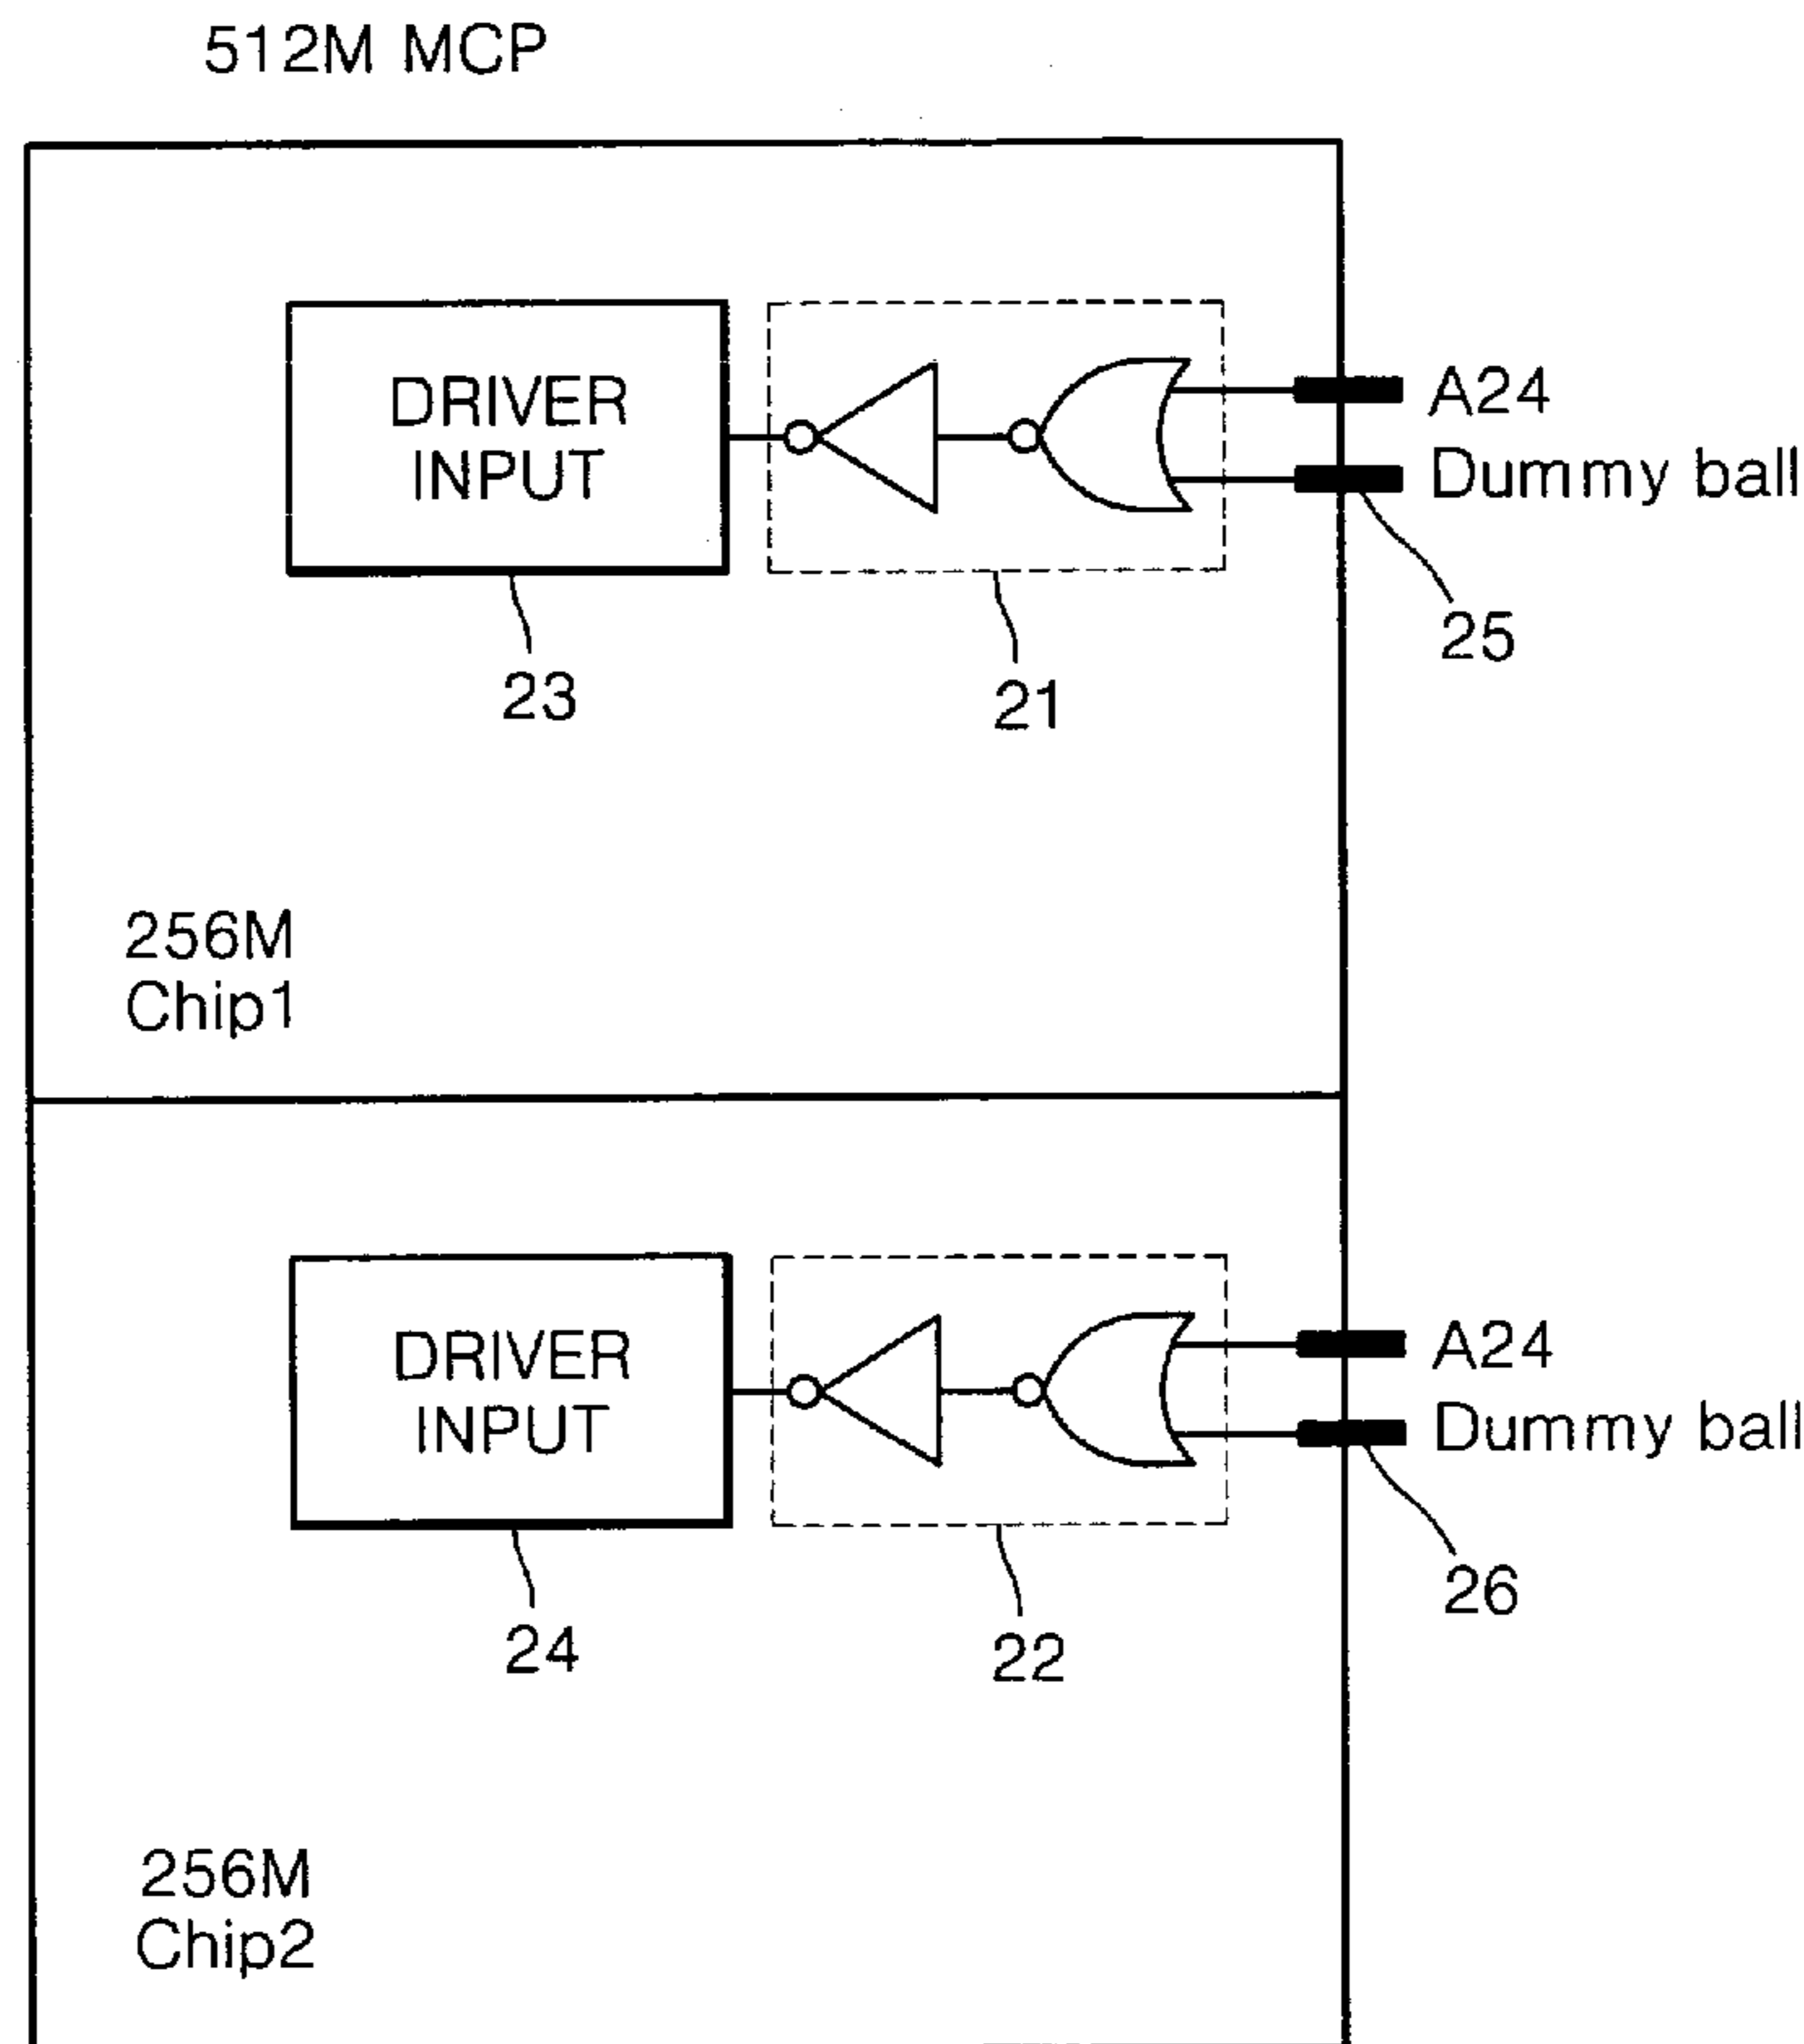 512M MCP
DRIVER
INPUT
A24
Dummy ball
25
23
21
256M
Chip1
DRIVER
INPUT
A24
Dummy ball
26
24
22
256M
Chip2